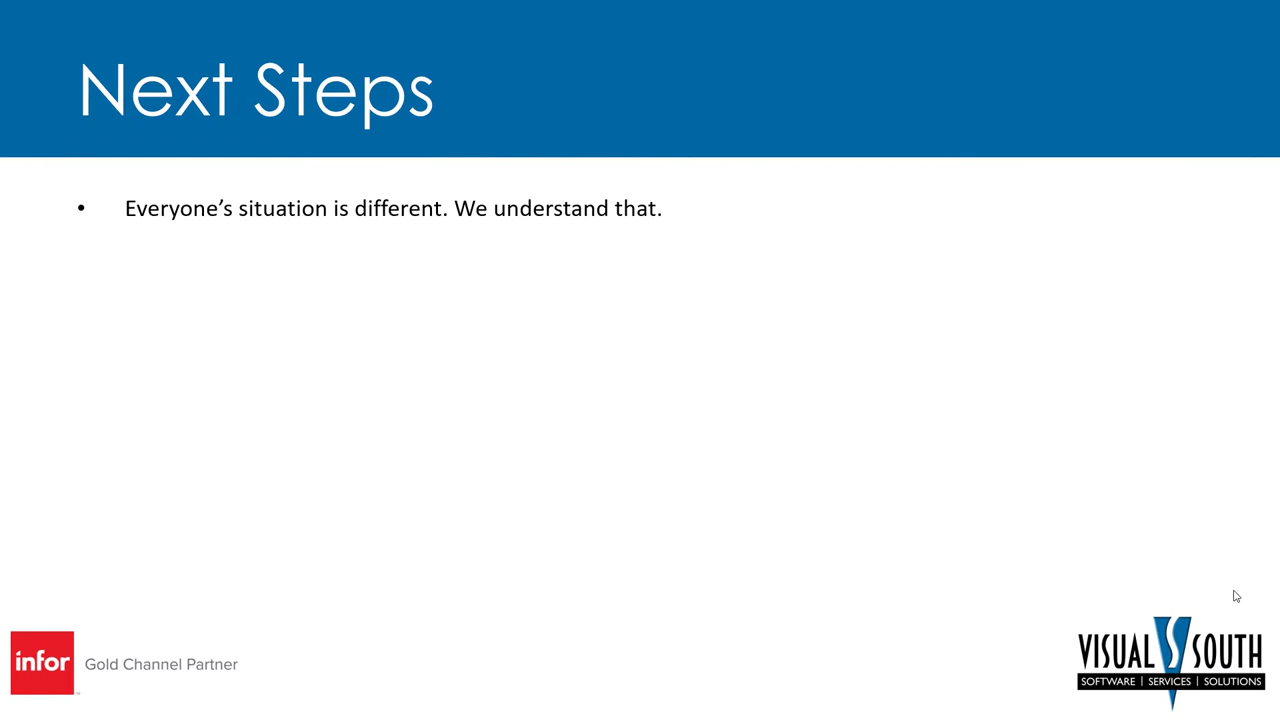 Next Steps
• Everyone’s situation is different. We understand that.
infor
Gold Channel Partner
VISUAL SOUTH
SOFTWARE | SERVICES | SOLUTIONS